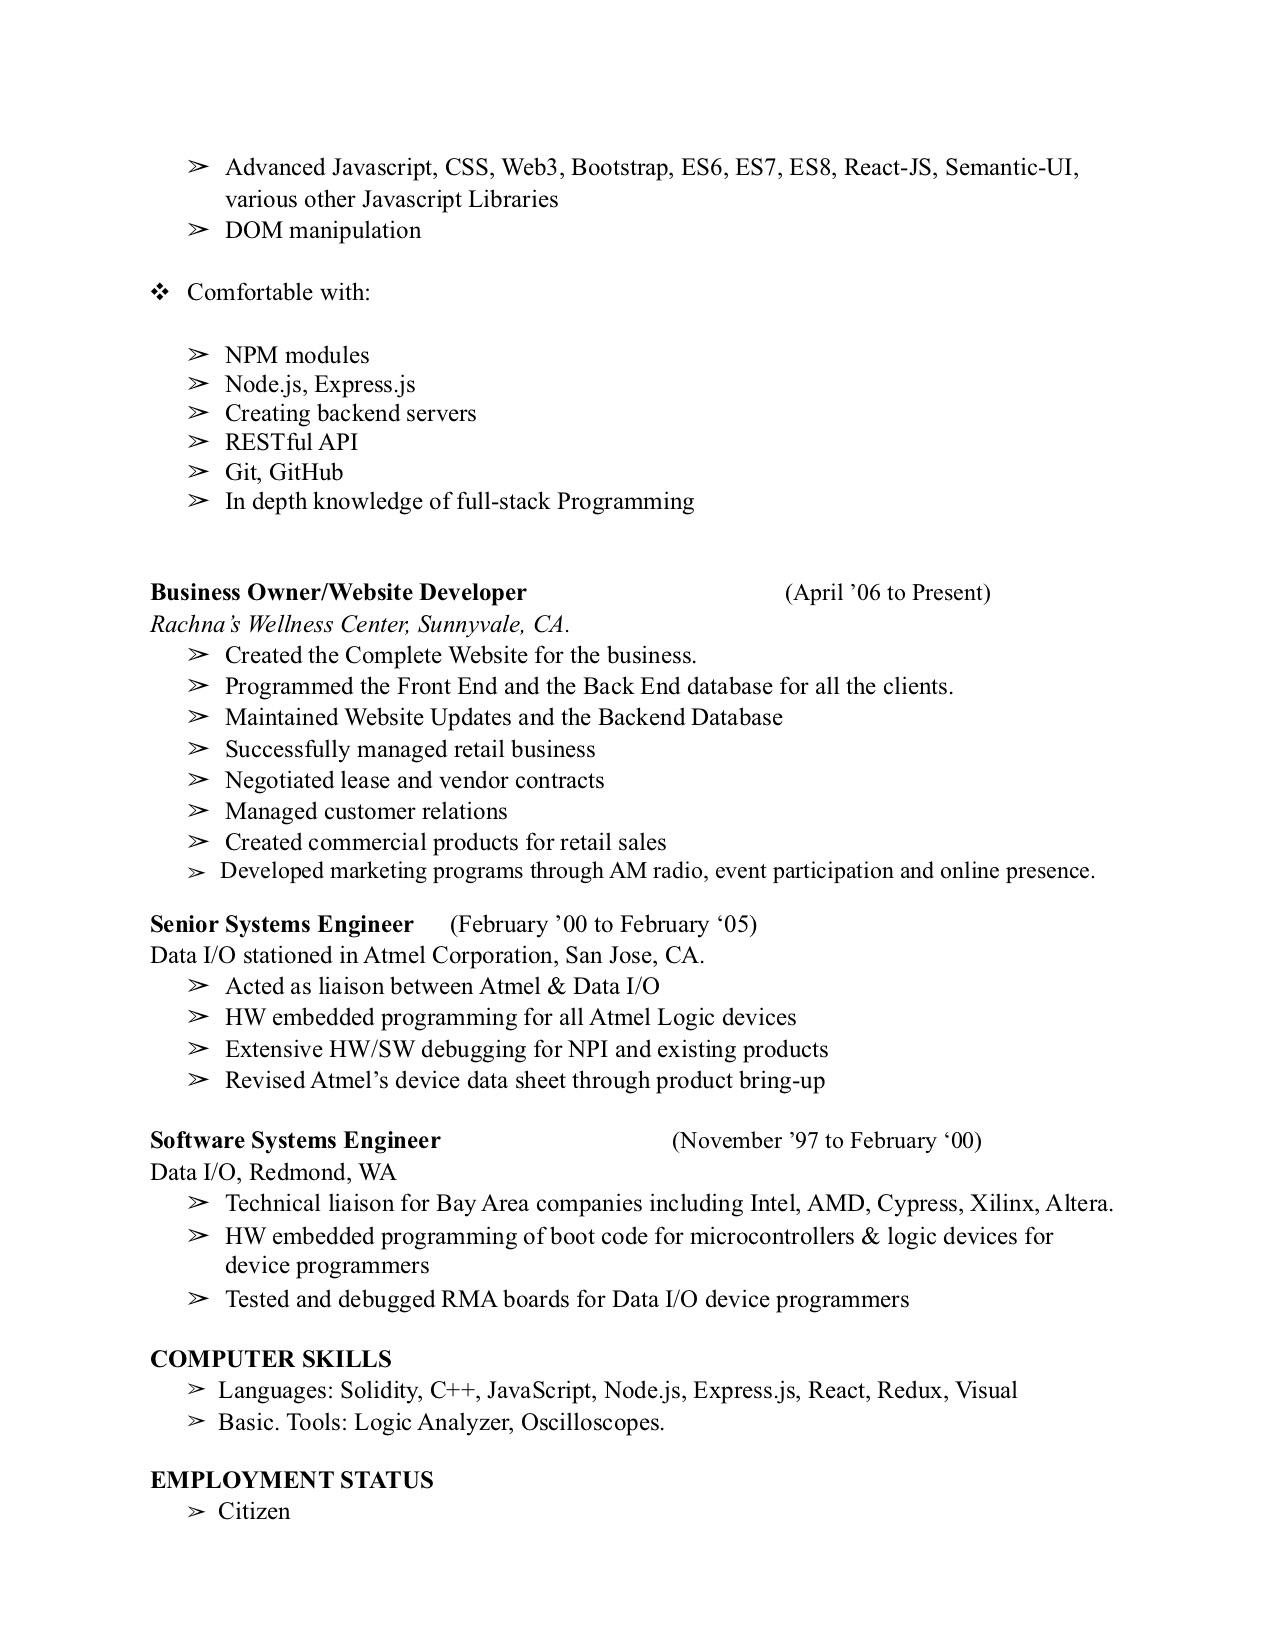 ➢ Advanced Javascript, CSS, Web3, Bootstrap, ES6, ES7, ES8, React-JS, Semantic-UI,
various other Javascript Libraries
➢ DOM manipulation
❖ Comfortable with:
➢ NPM modules
➢ Node.js, Express.js
➢ Creating backend servers
➢ RESTful API
➢ Git, GitHub
➢ In depth knowledge of full-stack Programming
Business Owner/Website Developer (April ’06 to Present)
Rachna’s Wellness Center, Sunnyvale, CA.
➢ Created the Complete Website for the business.
➢ Programmed the Front End and the Back End database for all the clients.
➢ Maintained Website Updates and the Backend Database
➢ Successfully managed retail business
➢ Negotiated lease and vendor contracts
➢ Managed customer relations
➢ Created commercial products for retail sales
➢ Developed marketing programs through AM radio, event participation and online presence.
Senior Systems Engineer (February ’00 to February ‘05)
Data I/O stationed in Atmel Corporation, San Jose, CA.
➢ Acted as liaison between Atmel & Data I/O
➢ HW embedded programming for all Atmel Logic devices
➢ Extensive HW/SW debugging for NPI and existing products
➢ Revised Atmel’s device data sheet through product bring-up
Software Systems Engineer (November ’97 to February ‘00)
Data I/O, Redmond, WA
➢ Technical liaison for Bay Area companies including Intel, AMD, Cypress, Xilinx, Altera.
➢ HW embedded programming of boot code for microcontrollers & logic devices for
device programmers
➢ Tested and debugged RMA boards for Data I/O device programmers
COMPUTER SKILLS
➢ Languages: Solidity, C++, JavaScript, Node.js, Express.js, React, Redux, Visual
➢ Basic. Tools: Logic Analyzer, Oscilloscopes.
EMPLOYMENT STATUS
➢ Citizen